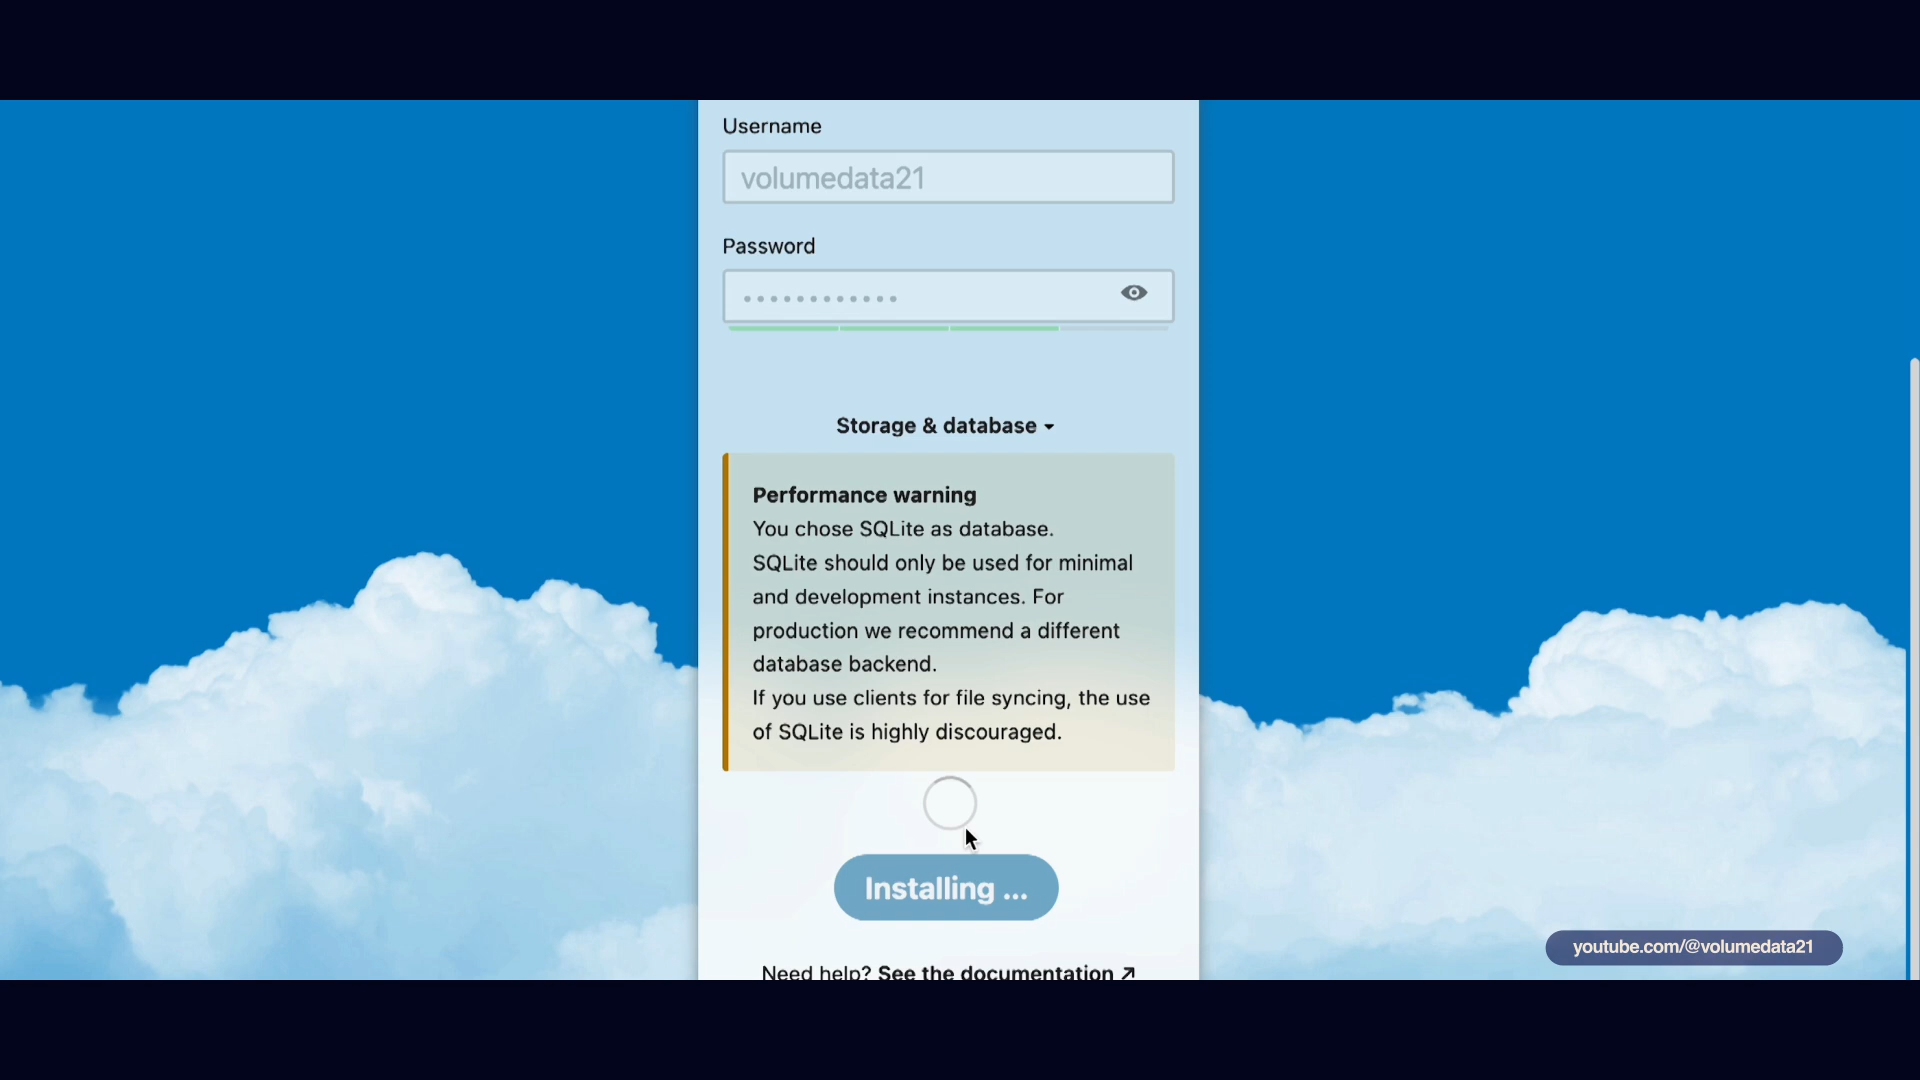 Username
volumedata21
Password
Storage & database
Performance warning
You chose SQLite as database.
SQLite should only be used for minimal
and development instances. For
production we recommend a different
database backend.
If you use clients for file syncing, the use
of SQLite is highly discouraged.
Installing ...
Need help? See the documentation ↗
youtube.com/@volumedata21